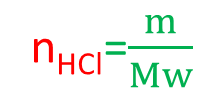 n_HCl = m/Mw